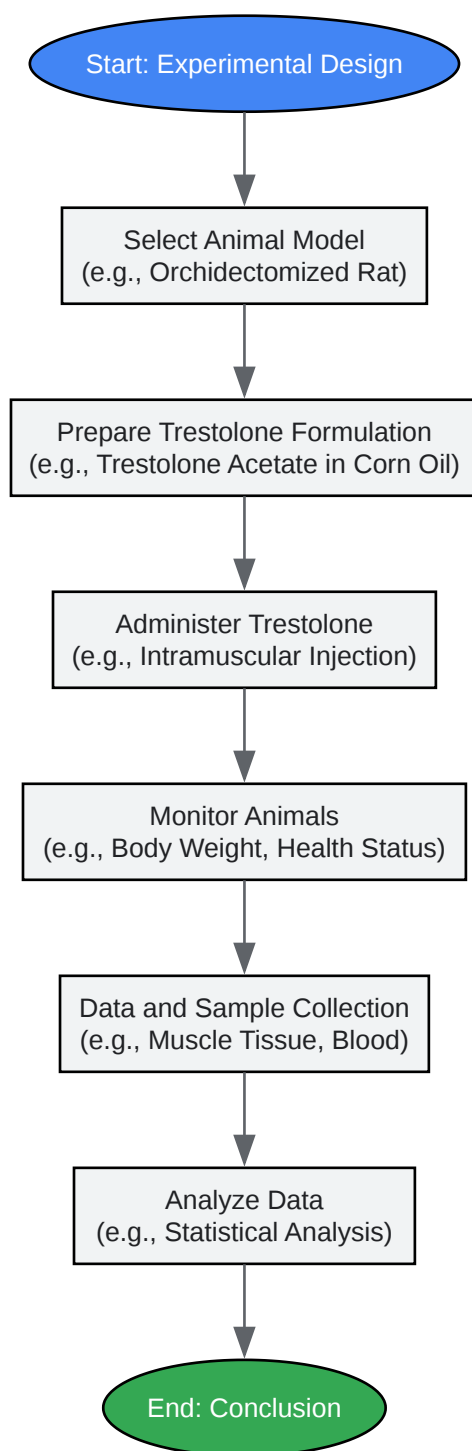 Start: Experimental Design
Select Animal Model
(e.g., Orchidectomized Rat)
Prepare Trestolone Formulation
(e.g., Trestolone Acetate in Corn Oil)
Administer Trestolone
(e.g., Intramuscular Injection)
Monitor Animals
(e.g., Body Weight, Health Status)
Data and Sample Collection
(e.g., Muscle Tissue, Blood)
Analyze Data
(e.g., Statistical Analysis)
End: Conclusion